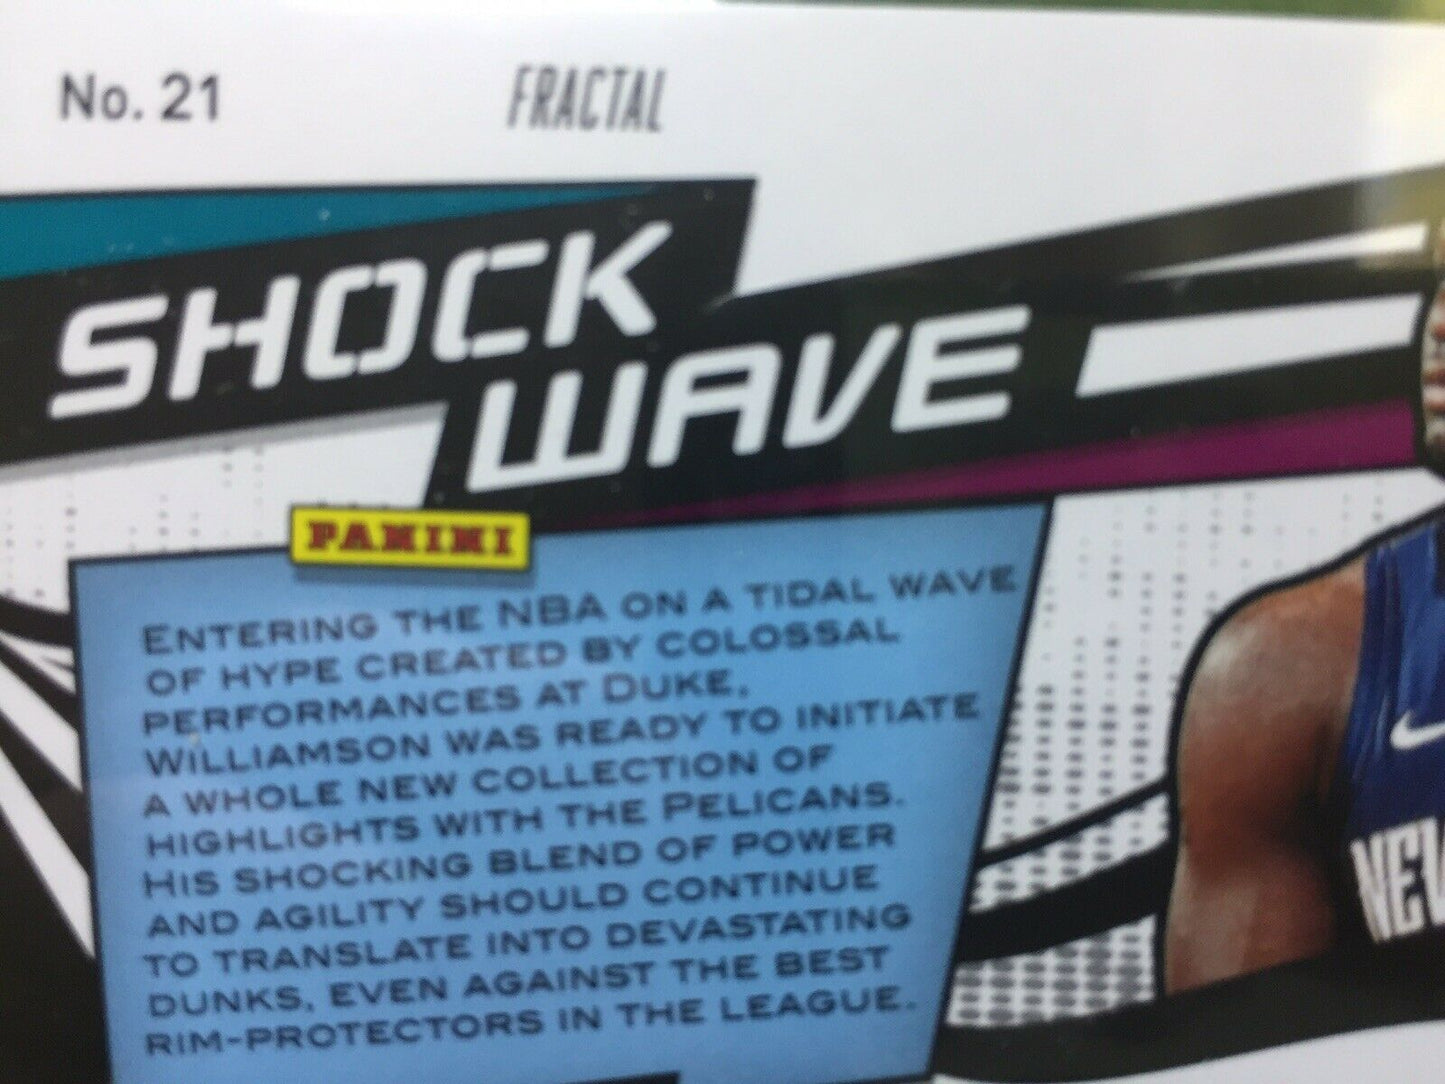 No. 21 FRACTAL
SHOCK
WAVE
PANINI
ENTERING THE NBA ON A TIDAL WAVE
OF HYPE CREATED BY COLOSSAL
PERFORMANCES AT DUKE,
WILLIAMSON WAS READY TO INITIATE
A WHOLE NEW COLLECTION OF
HIGHLIGHTS WITH THE PELICANS.
HIS SHOCKING BLEND OF POWER
AND AGILITY SHOULD CONTINUE
TO TRANSLATE INTO DEVASTATING
DUNKS, EVEN AGAINST THE BEST
RIM-PROTECTORS IN THE LEAGUE.
NEW